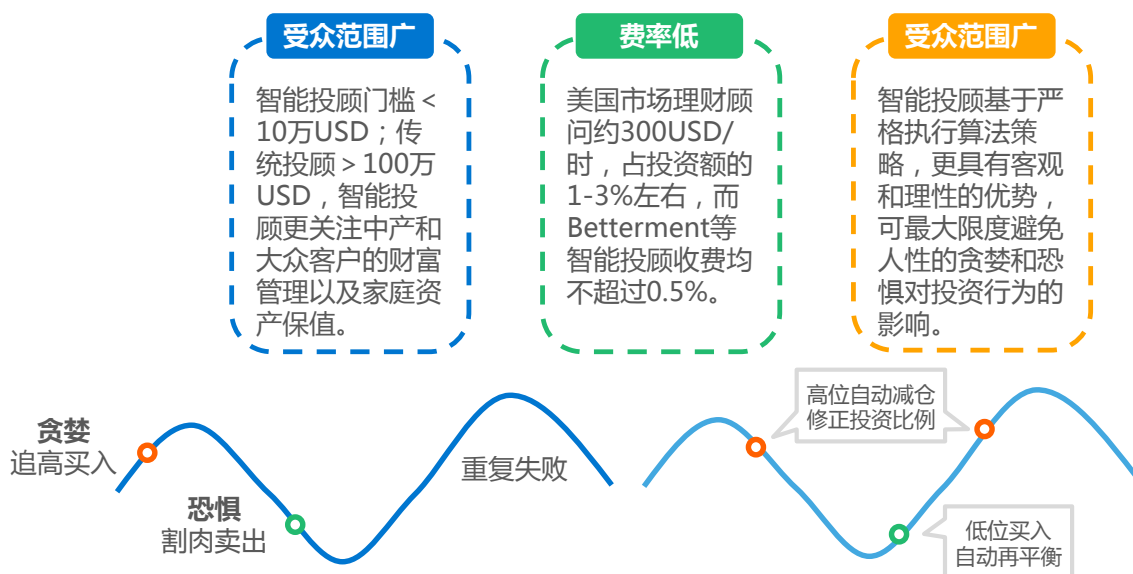 受众范围广
智能投顾门槛＜
10万USD；传
统投顾＞100万
USD，智能投
顾更关注中产和
大众客户的财富
管理以及家庭资
产保值。
费率低
美国市场理财顾
问约300USD/
时，占投资额的
1-3%左右，而
Betterment等
智能投顾收费均
不超过0.5%。
受众范围广
智能投顾基于严
格执行算法策
略，更具有客观
和理性的优势，
可最大限度避免
人性的贪婪和恐
惧对投资行为的
影响。
贪婪
追高买入
恐惧
割肉卖出
重复失败
高位自动减仓
修正投资比例
低位买入
自动再平衡